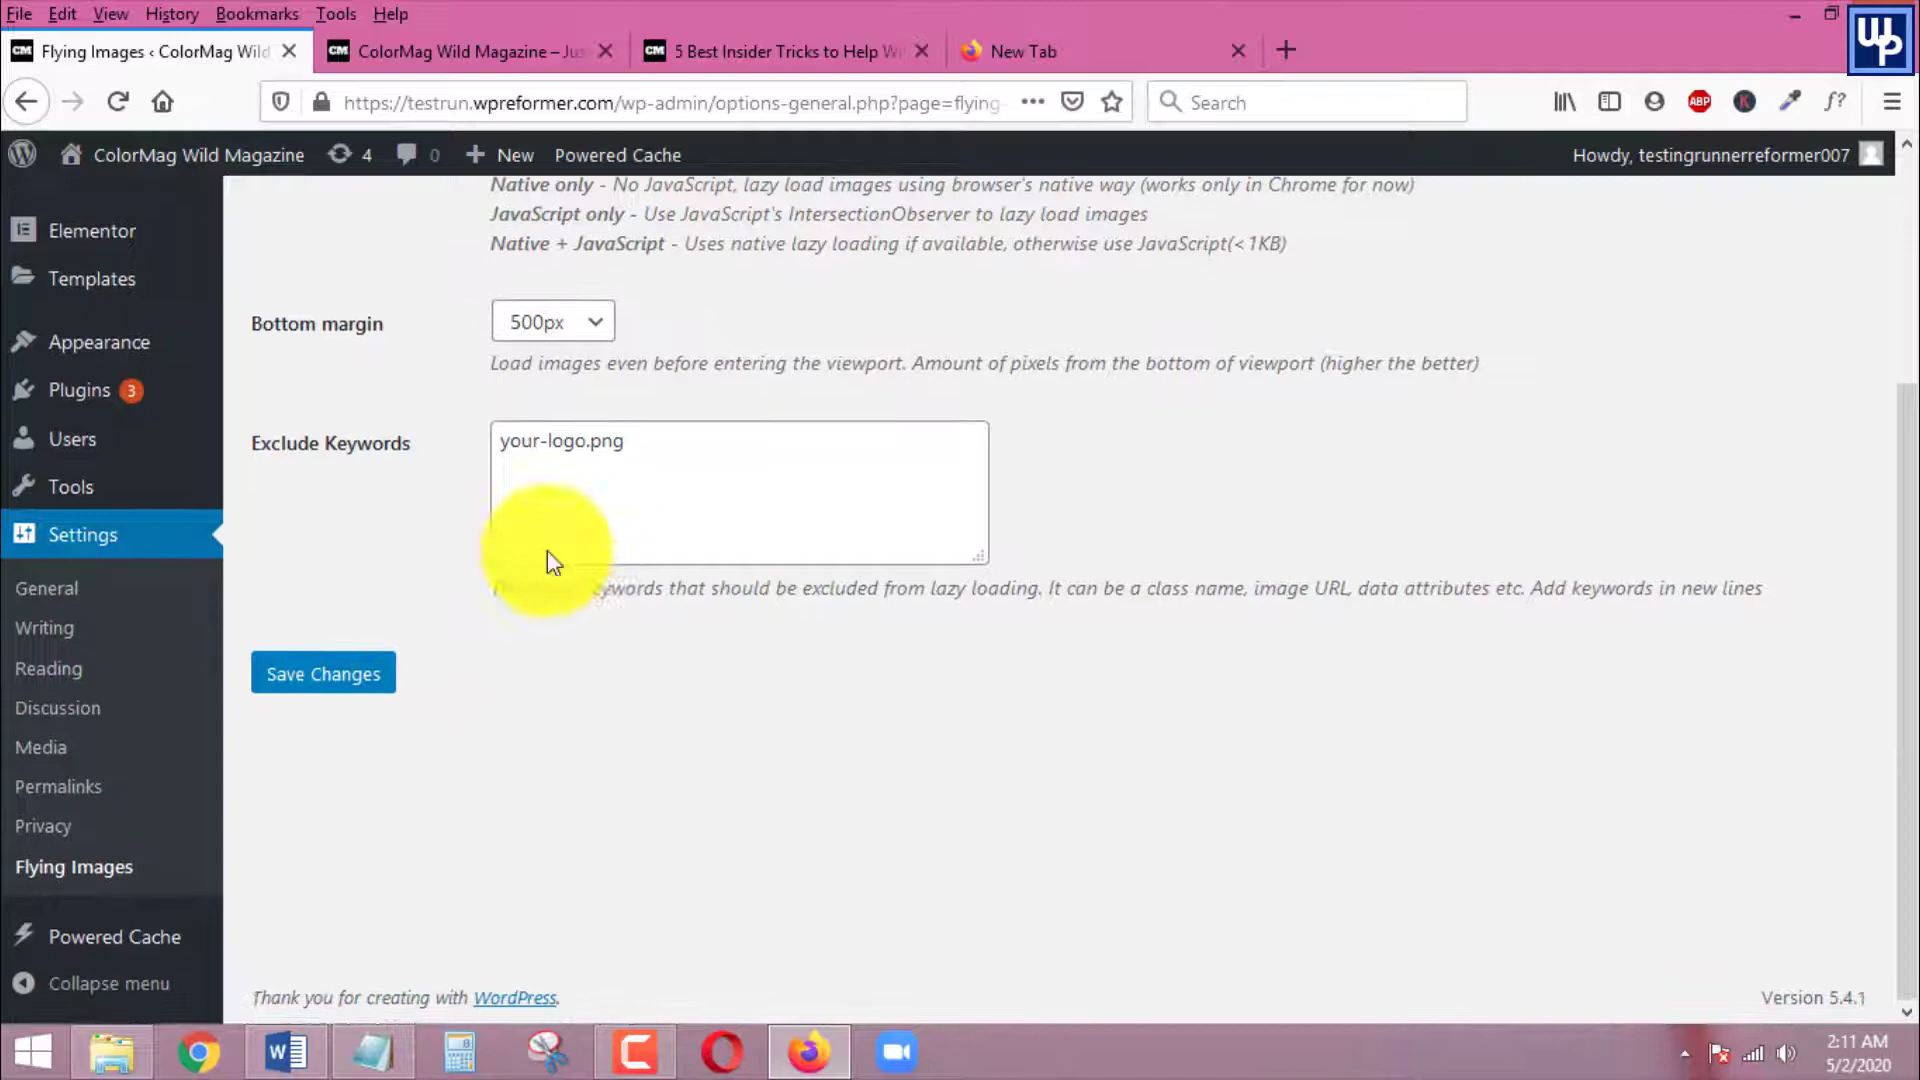 File Edit View History Bookmarks Tools Help
WP
CM Flying Images ‹ ColorMag Wild
CM ColorMag Wild Magazine – Jus
CM 5 Best Insider Tricks to Help W
New Tab
https://testrun.wpreformer.com/wp-admin/options-general.php?page=flying-
Search
ABP K f?
ColorMag Wild Magazine 4 0 New Powered Cache
Howdy, testingrunnerreformer007
Elementor
Templates
Appearance
Plugins 3
Users
Tools
Settings
General
Writing
Reading
Discussion
Media
Permalinks
Privacy
Flying Images
Powered Cache
Collapse menu
Native only - No JavaScript, lazy load images using browser's native way (works only in Chrome for now)
JavaScript only - Use JavaScript's IntersectionObserver to lazy load images
Native + JavaScript - Uses native lazy loading if available, otherwise use JavaScript(<1KB)
Bottom margin
500px
Load images even before entering the viewport. Amount of pixels from the bottom of viewport (higher the better)
Exclude Keywords
your-logo.png
that should be excluded from lazy loading. It can be a class name, image URL, data attributes etc. Add keywords in new lines
Save Changes
Thank you for creating with WordPress.
Version 5.4.1
2:11 AM
5/2/2020